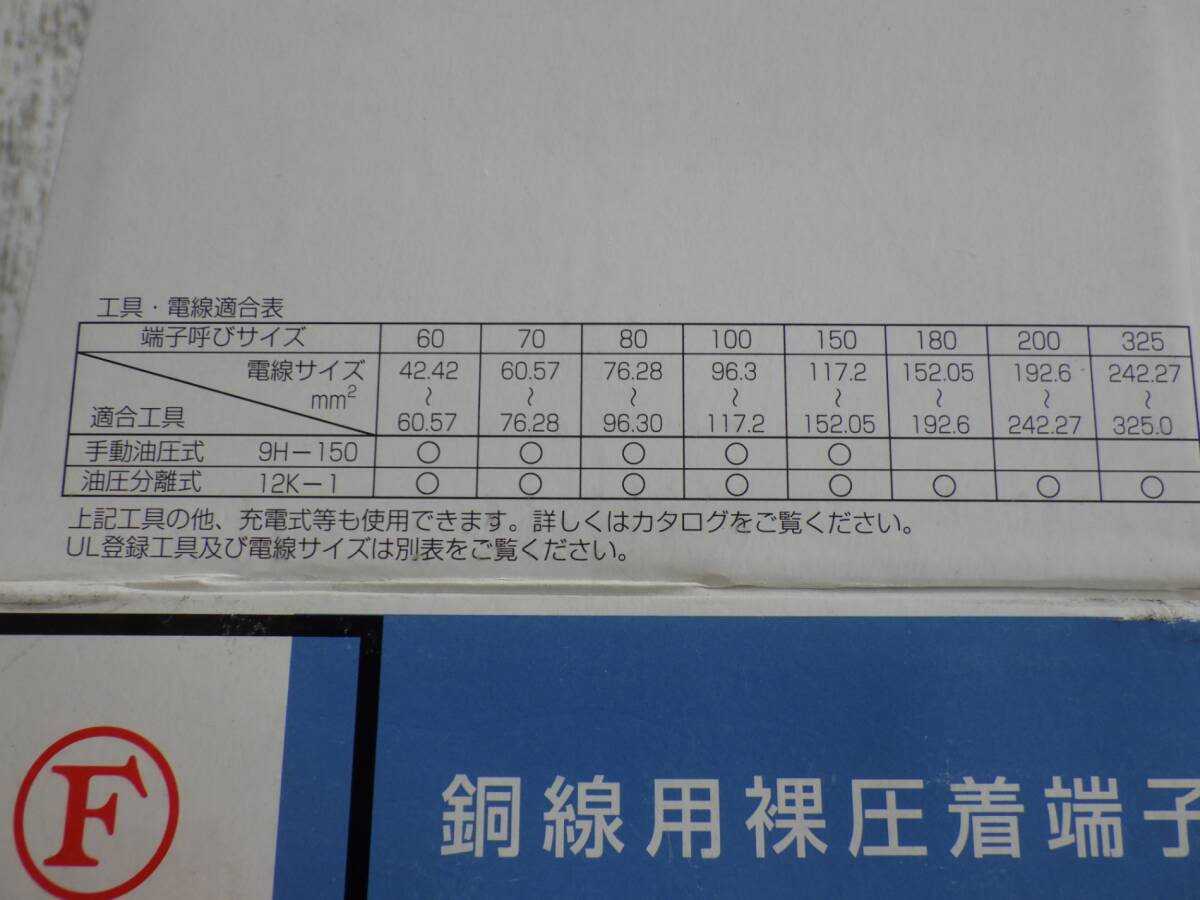 工具・電線適合表
端子呼びサイズ 60 70 80 100 150 180 200 325
電線サイズ 42.42 60.57 76.28 96.3 117.2 152.05 192.6 242.27
mm2 〜 〜 〜 〜 〜 〜 〜 〜
適合工具 60.57 76.28 96.30 117.2 152.05 192.6 242.27 325.0
手動油圧式 9H-150 ○ ○ ○ ○ ○
油圧分離式 12K-1 ○ ○ ○ ○ ○ ○ ○ ○
上記工具の他、充電式等も使用できます。詳しくはカタログをご覧ください。
UL登録工具及び電線サイズは別表をご覧ください。
F
銅線用裸圧着端子